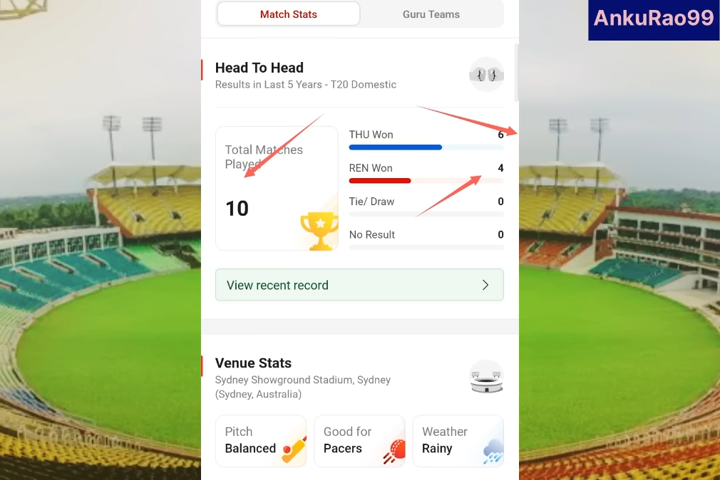 Match Stats
Guru Teams
AnkuRao99
Head To Head
Results in Last 5 Years - T20 Domestic
Total Matches
Played
10
THU Won 6
REN Won 4
Tie/ Draw 0
No Result 0
View recent record
Venue Stats
Sydney Showground Stadium, Sydney
(Sydney, Australia)
Pitch
Balanced
Good for
Pacers
Weather
Rainy